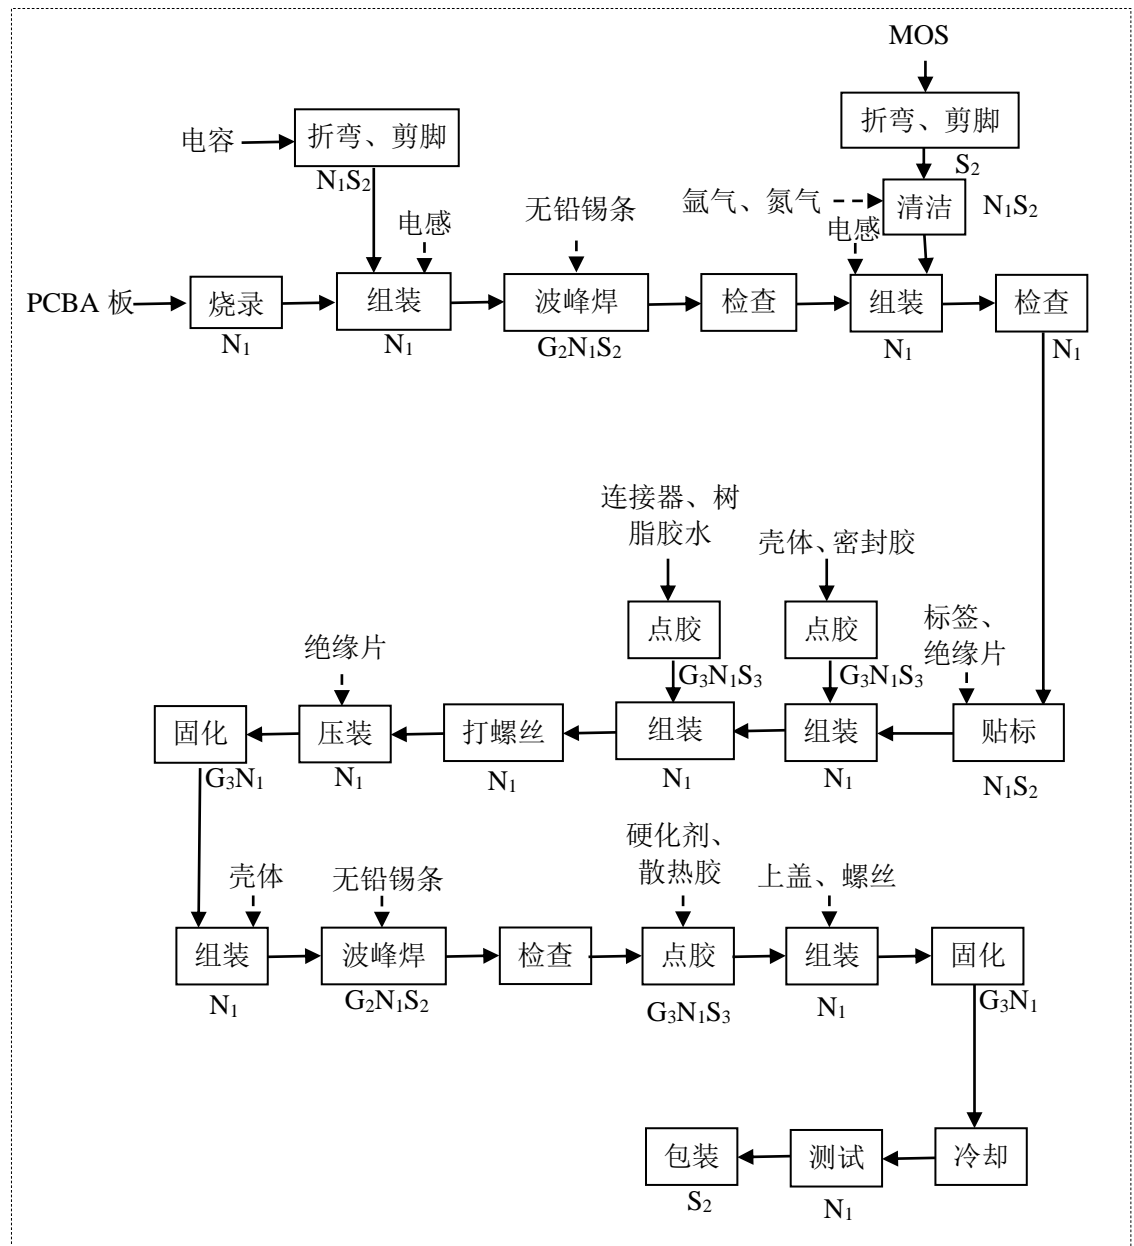 MOS
折弯、剪脚
电容
折弯、剪脚
S₂
N₁S₂
氩气、氮气
清洁
N₁S₂
无铅锡条
电感
电感
PCBA 板
烧录
组装
波峰焊
检查
组装
检查
N₁
N₁
G₂N₁S₂
N₁
N₁
连接器、树
脂胶水
壳体、密封胶
点胶
点胶
标签、
绝缘片
绝缘片
G₃N₁S₃
G₃N₁S₃
固化
压装
打螺丝
组装
组装
贴标
G₃N₁
N₁
N₁
N₁
N₁
N₁S₂
硬化剂、
散热胶
壳体
无铅锡条
上盖、螺丝
组装
波峰焊
检查
点胶
组装
固化
N₁
G₂N₁S₂
G₃N₁S₃
N₁
G₃N₁
包装
测试
冷却
S₂
N₁